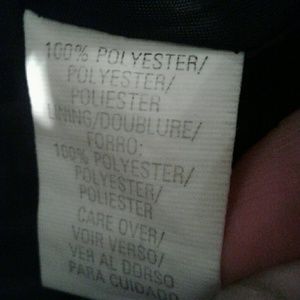 100% POLYESTER/
POLYESTER/
POLIESTER
LINING/DOUBLURE/
FORRO:
100% POLYESTER/
POLYESTER/
POLIESTER
CARE OVER/
VOIR VERSO/
VER AL DORSO
PARA CUIDADO